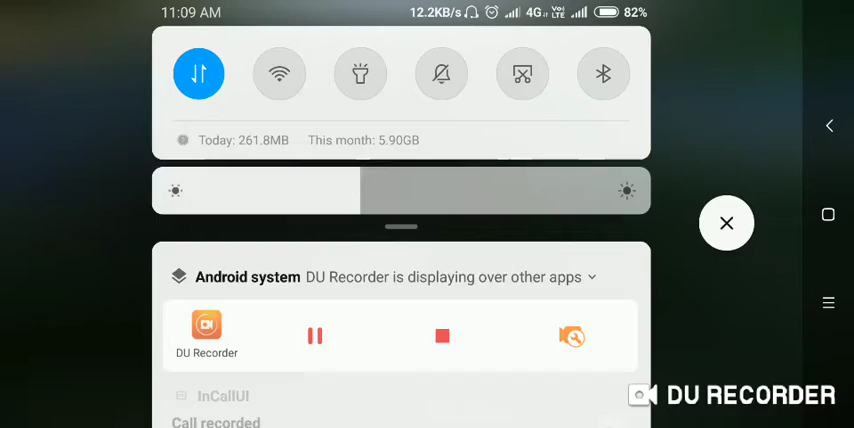 11:09 AM 12.2KB/s 4G VoLTE 82%
Today: 261.8MB This month: 5.90GB
Android system DU Recorder is displaying over other apps
DU Recorder
InCallUI
Call recorded
DU RECORDER